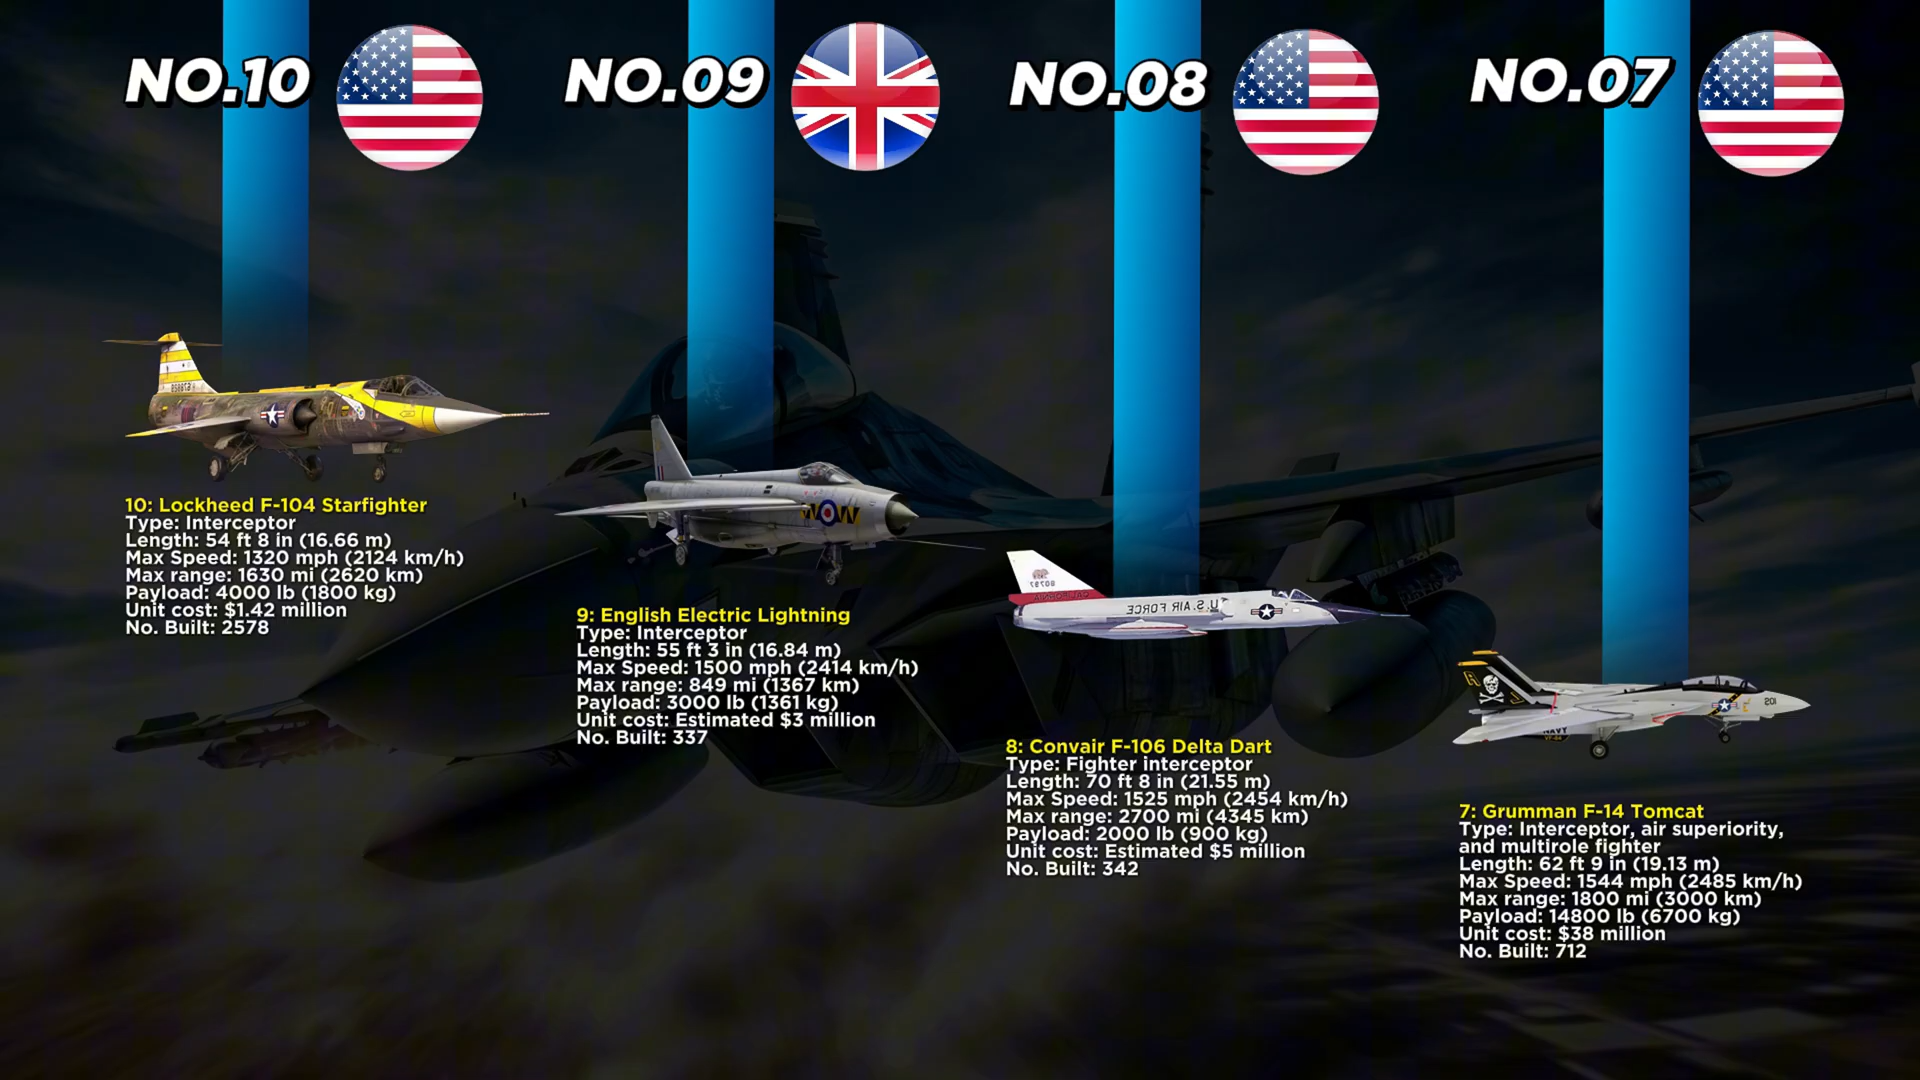 NO.10
NO.09
NO.08
NO.07
10: Lockheed F-104 Starfighter
Type: Interceptor
Length: 54 ft 8 in (16.66 m)
Max Speed: 1320 mph (2124 km/h)
Max range: 1630 mi (2620 km)
Payload: 4000 lb (1800 kg)
Unit cost: $1.42 million
No. Built: 2578
9: English Electric Lightning
Type: Interceptor
Length: 55 ft 3 in (16.84 m)
Max Speed: 1500 mph (2414 km/h)
Max range: 849 mi (1367 km)
Payload: 3000 lb (1361 kg)
Unit cost: Estimated $3 million
No. Built: 337
U.S. AIR FORCE
80797
8: Convair F-106 Delta Dart
Type: Fighter interceptor
Length: 70 ft 8 in (21.55 m)
Max Speed: 1525 mph (2454 km/h)
Max range: 2700 mi (4345 km)
Payload: 2000 lb (900 kg)
Unit cost: Estimated $5 million
No. Built: 342
201
NAVY
7: Grumman F-14 Tomcat
Type: Interceptor, air superiority,
and multirole fighter
Length: 62 ft 9 in (19.13 m)
Max Speed: 1544 mph (2485 km/h)
Max range: 1800 mi (3000 km)
Payload: 14800 lb (6700 kg)
Unit cost: $38 million
No. Built: 712